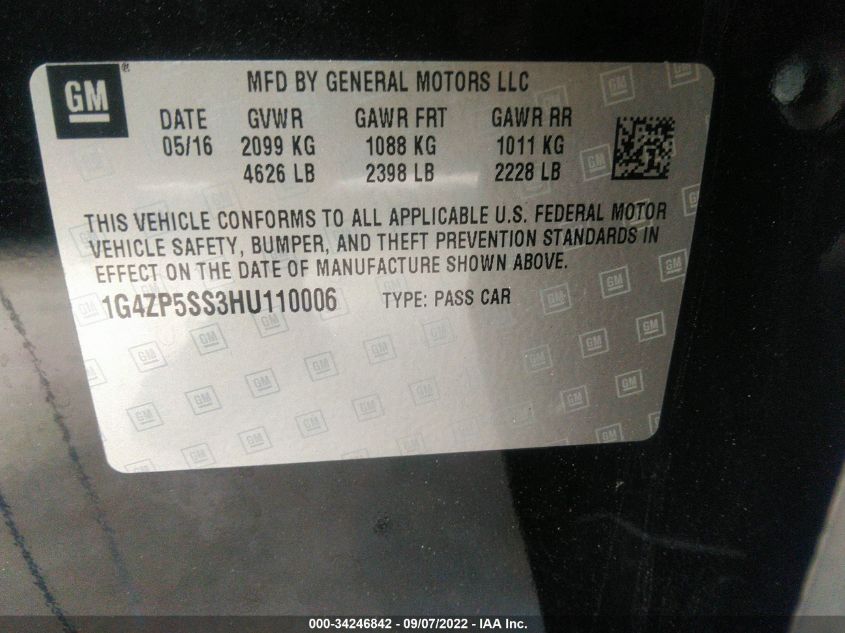 GM ®
MFD BY GENERAL MOTORS LLC
DATE GVWR GAWR FRT GAWR RR
05/16 2099 KG 1088 KG 1011 KG
4626 LB 2398 LB 2228 LB
THIS VEHICLE CONFORMS TO ALL APPLICABLE U.S. FEDERAL MOTOR
VEHICLE SAFETY, BUMPER, AND THEFT PREVENTION STANDARDS IN
EFFECT ON THE DATE OF MANUFACTURE SHOWN ABOVE.
1G4ZP5SS3HU110006 TYPE: PASS CAR
000-34246842 - 09/07/2022 - IAA Inc.